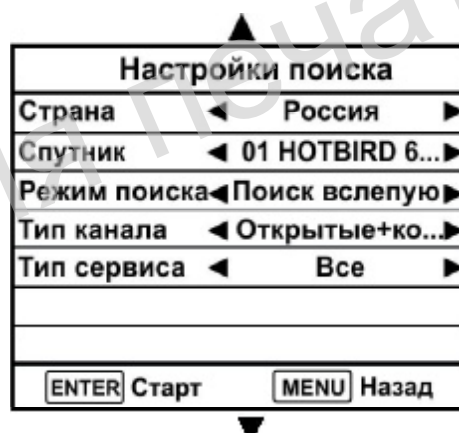 Настройки поиска
Страна ◀ Россия ▶
Спутник ◀ 01 HOTBIRD 6...▶
Режим поиска◀Поиск вслепую▶
Тип канала ◀ Открытые+ко...▶
Тип сервиса ◀ Все ▶
ENTER Старт MENU Назад